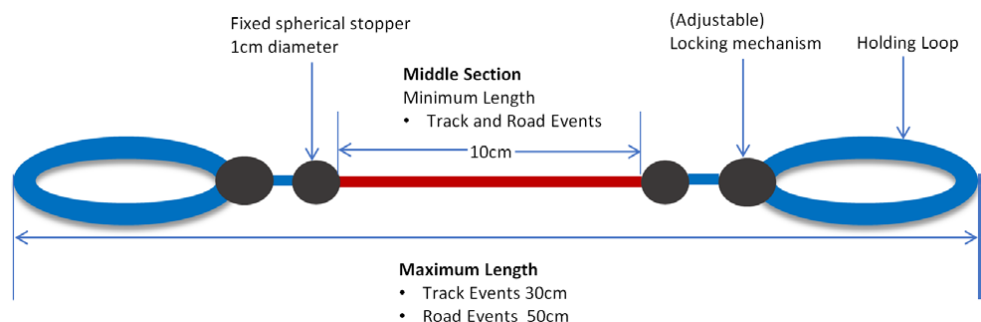 Fixed spherical stopper
1cm diameter
(Adjustable)
Locking mechanism
Holding Loop
Middle Section
Minimum Length
• Track and Road Events
10cm
Maximum Length
• Track Events 30cm
• Road Events 50cm